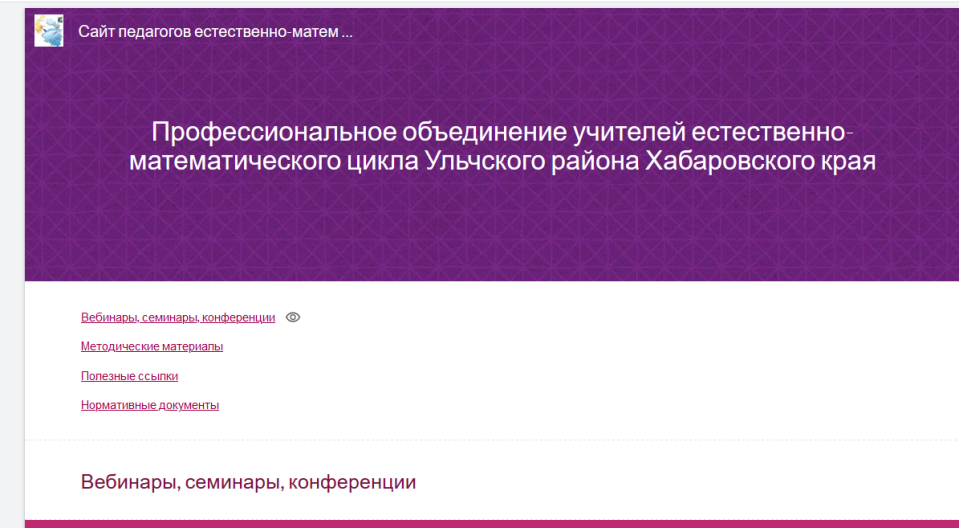 Сайт педагогов естественно-матем ...
Профессиональное объединение учителей естественно-
математического цикла Ульчского района Хабаровского края
Вебинары, семинары, конференции
Методические материалы
Полезные ссылки
Нормативные документы
Вебинары, семинары, конференции